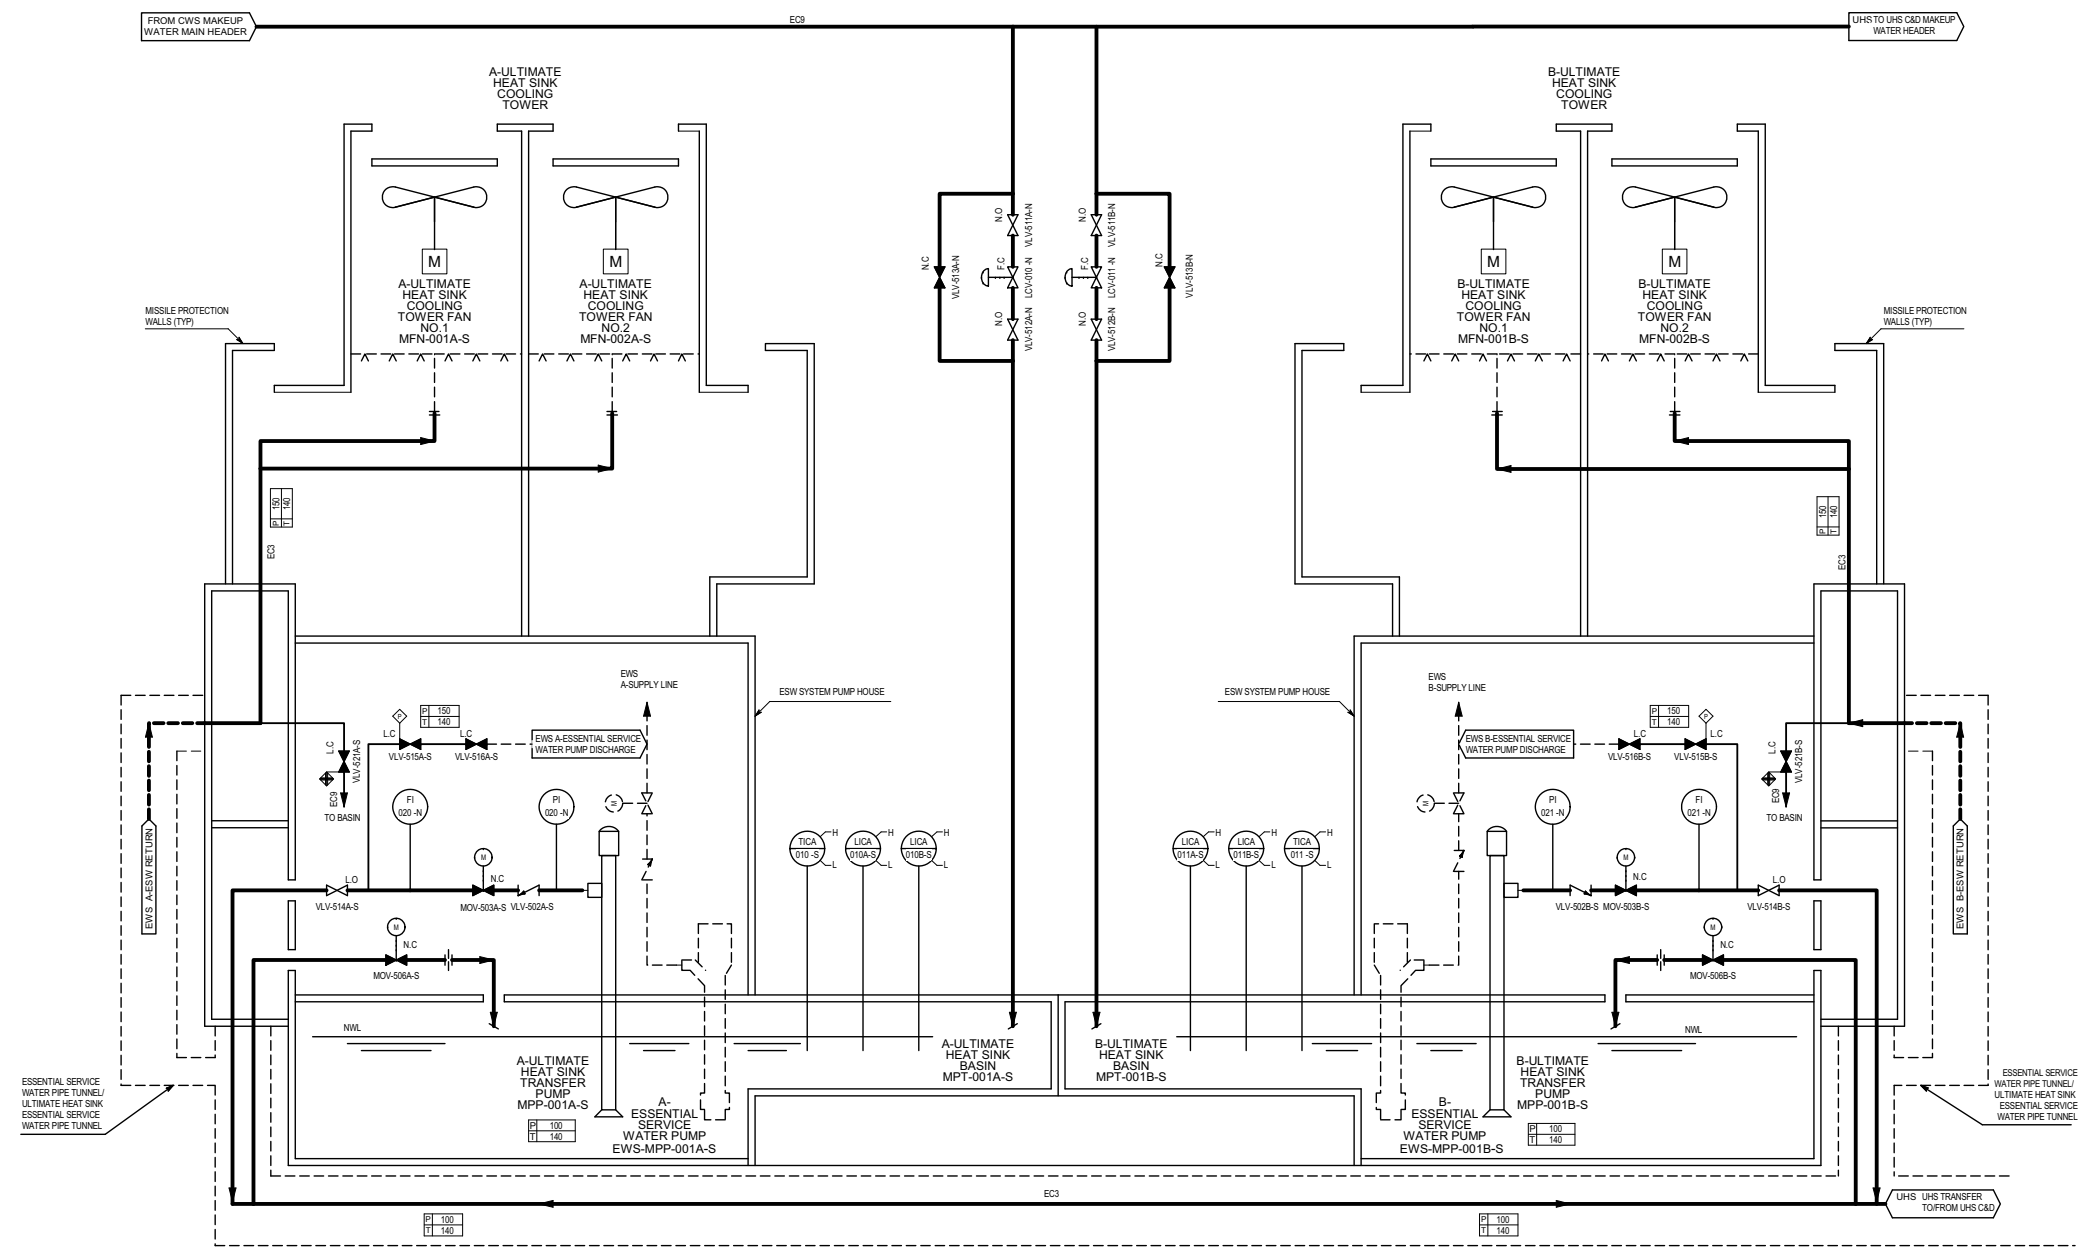 FROM CWS MAKEUP
WATER MAIN HEADER
EC9
UHS TO UHS C&D MAKEUP
WATER HEADER
A-ULTIMATE
HEAT SINK
COOLING
TOWER
B-ULTIMATE
HEAT SINK
COOLING
TOWER
M
A-ULTIMATE
HEAT SINK
COOLING
TOWER FAN
NO.1
MFN-001A-S
M
A-ULTIMATE
HEAT SINK
COOLING
TOWER FAN
NO.2
MFN-002A-S
N.C
VLV-513A-N
N.O
VLV-511A-N
F.C
LCV-010 -N
N.O
VLV-512A-N
N.O
VLV-511B-N
F.C
LCV-011 -N
N.O
VLV-512B-N
N.C
VLV-513B-N
M
B-ULTIMATE
HEAT SINK
COOLING
TOWER FAN
NO.1
MFN-001B-S
M
B-ULTIMATE
HEAT SINK
COOLING
TOWER FAN
NO.2
MFN-002B-S
MISSILE PROTECTION
WALLS (TYP)
MISSILE PROTECTION
WALLS (TYP)
P 150
T 140
EC3
P 150
T 140
EC3
EWS
A-SUPPLY LINE
ESW SYSTEM PUMP HOUSE
ESW SYSTEM PUMP HOUSE
EWS
B-SUPPLY LINE
L.C
VLV-521A-S
EC9
TO BASIN
P
L.C
VLV-515A-S
P 150
T 140
L.C
VLV-516A-S
EWS A-ESSENTIAL SERVICE
WATER PUMP DISCHARGE
EWS B-ESSENTIAL SERVICE
WATER PUMP DISCHARGE
P 150
T 140
L.C
VLV-516B-S
P
L.C
VLV-515B-S
L.C
VLV-521B-S
EC9
TO BASIN
EWS A-ESW RETURN
FI
020 -N
PI
020 -N
M
TICA
010 -S
H
L
LICA
010A-S
H
L
LICA
010B-S
H
L
LICA
011A-S
H
L
LICA
011B-S
H
L
TICA
011 -S
H
L
M
PI
021 -N
FI
021 -N
EWS B-ESW RETURN
L.O
VLV-514A-S
M
N.C
MOV-503A-S
VLV-502A-S
VLV-502B-S
M
N.C
MOV-503B-S
L.O
VLV-514B-S
M
N.C
MOV-506A-S
M
N.C
MOV-506B-S
NWL
NWL
A-ULTIMATE
HEAT SINK
TRANSFER
PUMP
MPP-001A-S
P 100
T 140
A-
ESSENTIAL
SERVICE
WATER PUMP
EWS-MPP-001A-S
A-ULTIMATE
HEAT SINK
BASIN
MPT-001A-S
B-ULTIMATE
HEAT SINK
BASIN
MPT-001B-S
B-
ESSENTIAL
SERVICE
WATER PUMP
EWS-MPP-001B-S
B-ULTIMATE
HEAT SINK
TRANSFER
PUMP
MPP-001B-S
P 100
T 140
ESSENTIAL SERVICE
WATER PIPE TUNNEL/
ULTIMATE HEAT SINK
ESSENTIAL SERVICE
WATER PIPE TUNNEL
ESSENTIAL SERVICE
WATER PIPE TUNNEL/
ULTIMATE HEAT SINK
ESSENTIAL SERVICE
WATER PIPE TUNNEL
EC3
UHS UHS TRANSFER
TO/FROM UHS C&D
P 100
T 140
P 100
T 140